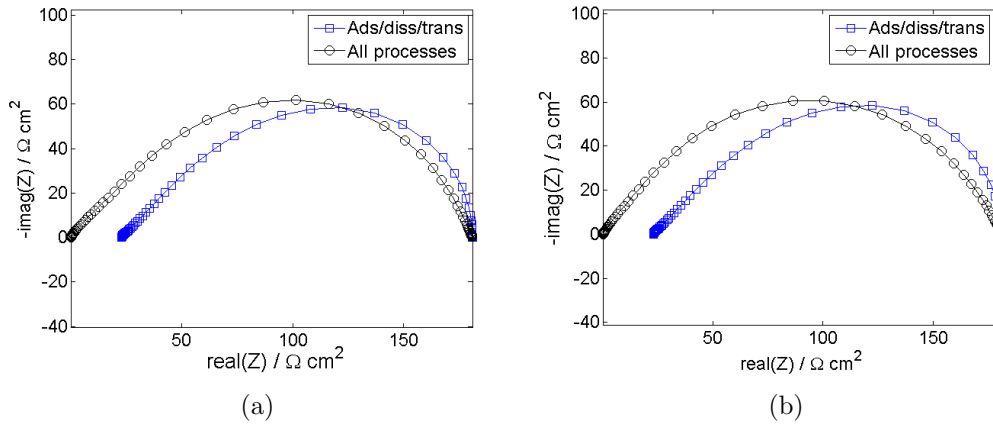 100
80
60
40
20
0
-20
-40
-imag(Z) / Ω cm²
50
100
150
real(Z) / Ω cm²
Ads/diss/trans
All processes
(a)
100
80
60
40
20
0
-20
-40
-imag(Z) / Ω cm²
50
100
150
real(Z) / Ω cm²
Ads/diss/trans
All processes
(b)